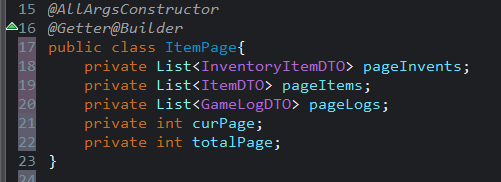 15 @AllArgsConstructor
16 @Getter@Builder
17 public class ItemPage{
18     private List<InventoryItemDTO> pageInvents;
19     private List<ItemDTO> pageItems;
20     private List<GameLogDTO> pageLogs;
21     private int curPage;
22     private int totalPage;
23 }
24